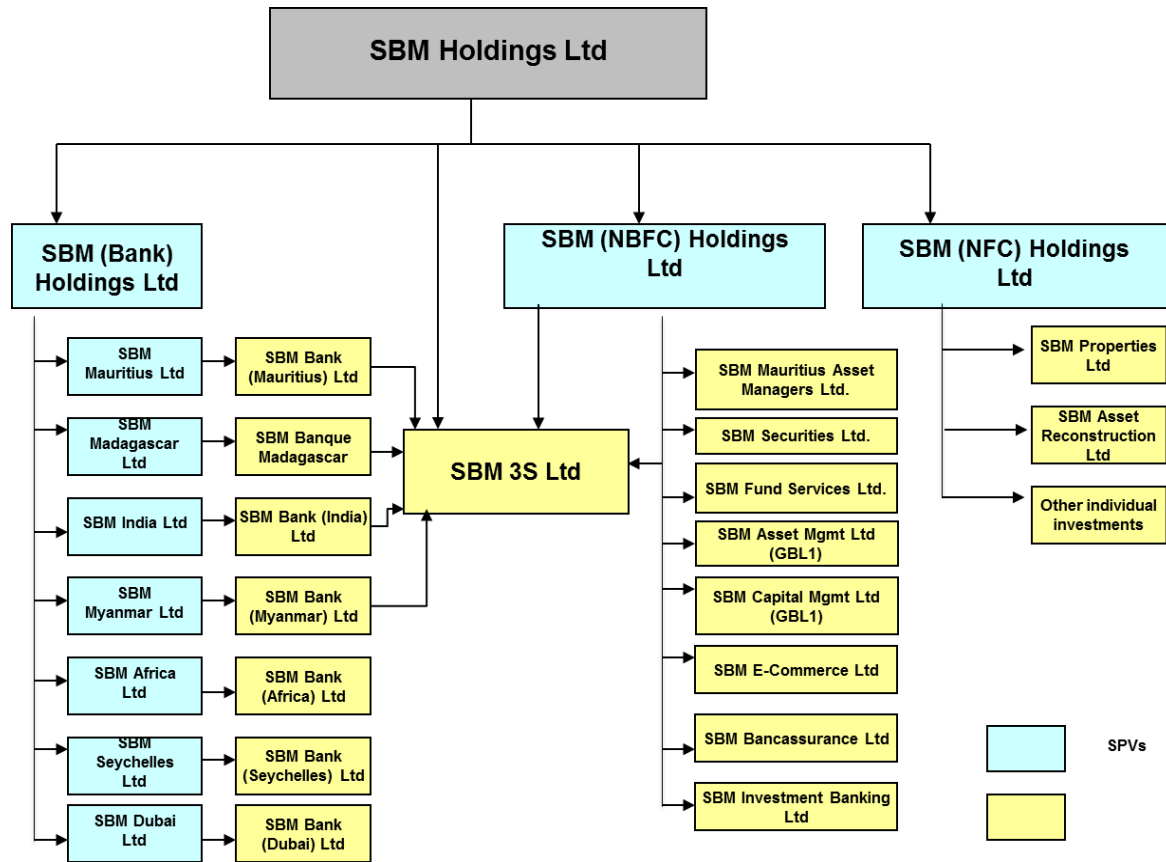 SBM Holdings Ltd
SBM (Bank)
Holdings Ltd
SBM (NBFC) Holdings
Ltd
SBM (NFC) Holdings
Ltd
SBM
Mauritius Ltd
SBM Bank
(Mauritius) Ltd
SBM
Madagascar
Ltd
SBM Banque
Madagascar
SBM India Ltd
SBM Bank (India)
Ltd
SBM
Myanmar Ltd
SBM Bank
(Myanmar) Ltd
SBM Africa
Ltd
SBM Bank
(Africa) Ltd
SBM
Seychelles
Ltd
SBM Bank
(Seychelles) Ltd
SBM Dubai
Ltd
SBM Bank
(Dubai) Ltd
SBM 3S Ltd
SBM Mauritius Asset
Managers Ltd.
SBM Securities Ltd.
SBM Fund Services Ltd.
SBM Asset Mgmt Ltd
(GBL1)
SBM Capital Mgmt Ltd
(GBL1)
SBM E-Commerce Ltd
SBM Bancassurance Ltd
SBM Investment Banking
Ltd
SBM Properties
Ltd
SBM Asset
Reconstruction
Ltd
Other individual
investments
SPVs